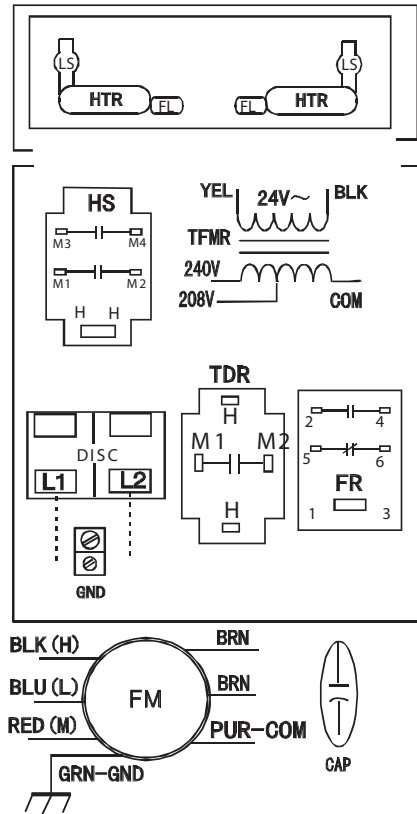 LS
LS
HTR
FL
FL
HTR
HS
M3
M4
M1
M2
H H
YEL
24V~
BLK
TFMR
240V
208V
COM
DISC
L1
L2
GND
TDR
H
M1
M2
H
2
4
5
6
FR
1
3
BLK (H)
BLU (L)
RED (M)
GRN-GND
FM
BRN
BRN
PUR-COM
CAP